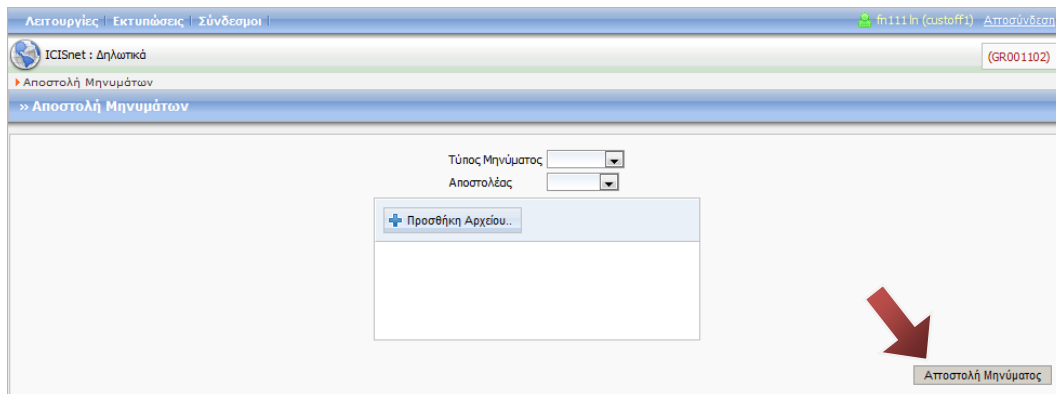 Λειτουργίες | Εκτυπώσεις | Σύνδεσμοι | fn111 ln (custoff1) Αποσύνδεση
ICISnet : Δηλωτικά (GR001102)
Αποστολή Μηνυμάτων
» Αποστολή Μηνυμάτων
Τύπος Μηνύματος
Αποστολέας
Προσθήκη Αρχείου..
Αποστολή Μηνύματος